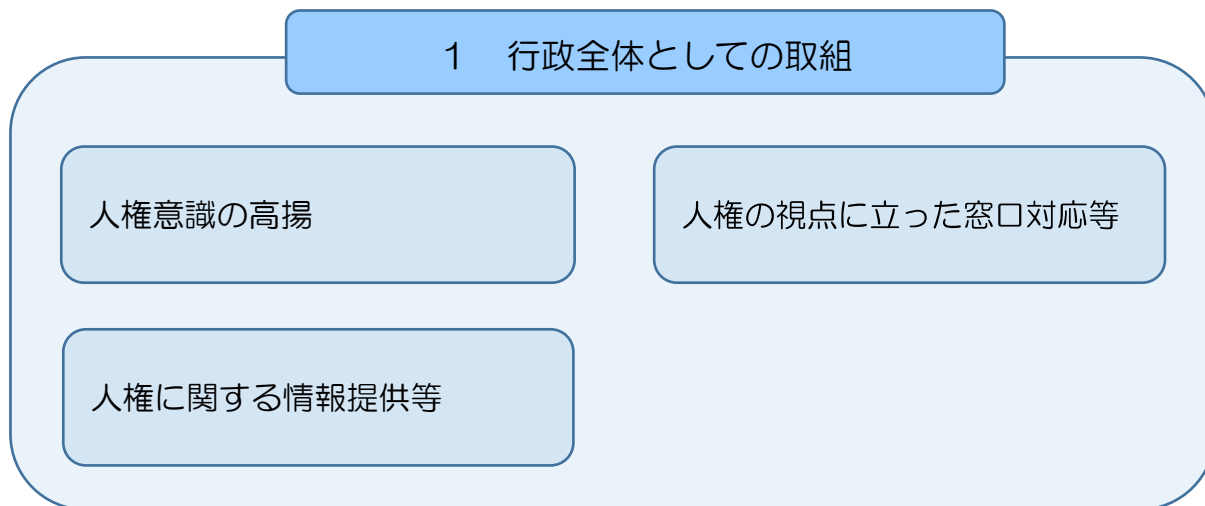 1　行政全体としての取組
人権意識の高揚
人権の視点に立った窓口対応等
人権に関する情報提供等